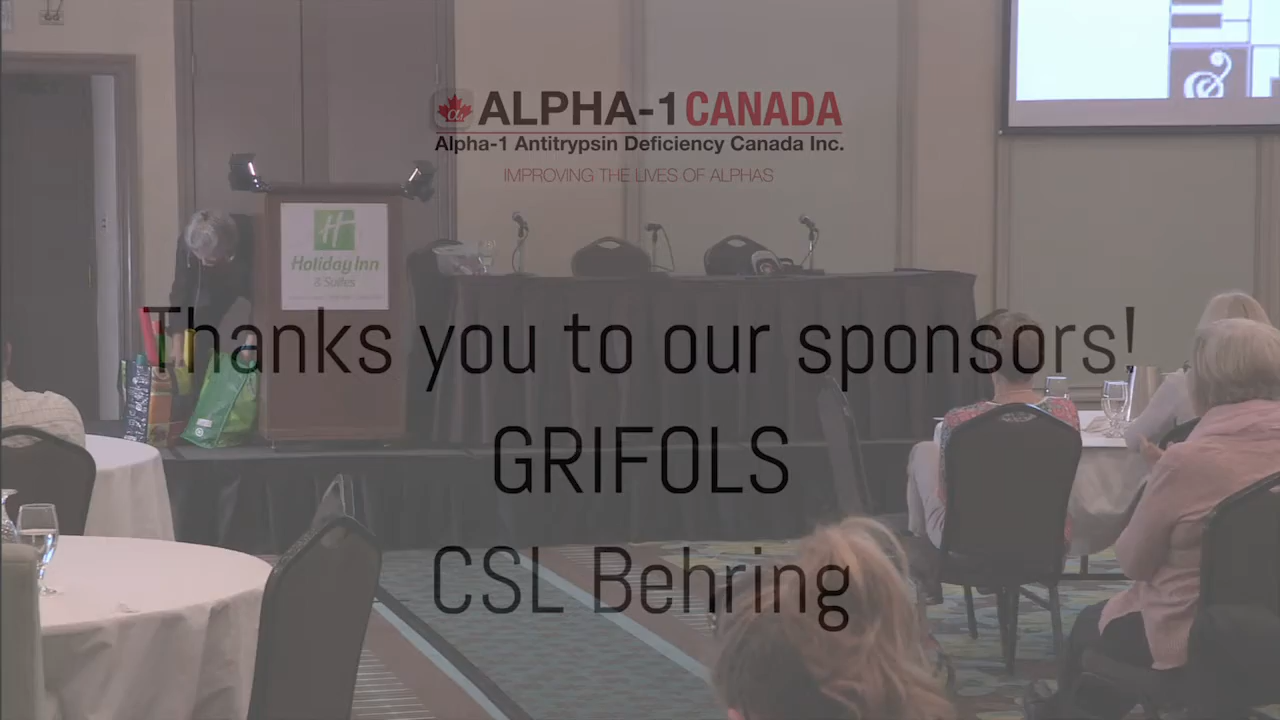 ALPHA-1 CANADA
Alpha-1 Antitrypsin Deficiency Canada Inc.
IMPROVING THE LIVES OF ALPHAS
H
Holiday Inn
& Suites
Thanks you to our sponsors!
GRIFOLS
CSL Behring